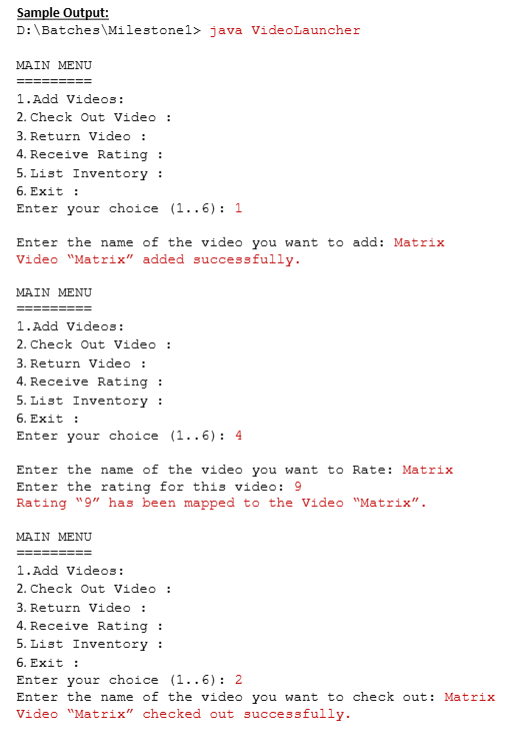 Sample Output:
D:\Batches\Milestone1> java VideoLauncher
MAIN MENU
=========
1.Add Videos:
2. Check Out Video :
3. Return Video :
4. Receive Rating :
5. List Inventory :
6. Exit :
Enter your choice (1..6): 1
Enter the name of the video you want to add: Matrix
Video “Matrix” added successfully.
MAIN MENU
=========
1.Add Videos:
2. Check Out Video :
3. Return Video :
4. Receive Rating :
5. List Inventory :
6. Exit :
Enter your choice (1..6): 4
Enter the name of the video you want to Rate: Matrix
Enter the rating for this video: 9
Rating “9” has been mapped to the Video “Matrix”.
MAIN MENU
=========
1.Add Videos:
2. Check Out Video :
3. Return Video :
4. Receive Rating :
5. List Inventory :
6. Exit :
Enter your choice (1..6): 2
Enter the name of the video you want to check out: Matrix
Video “Matrix” checked out successfully.